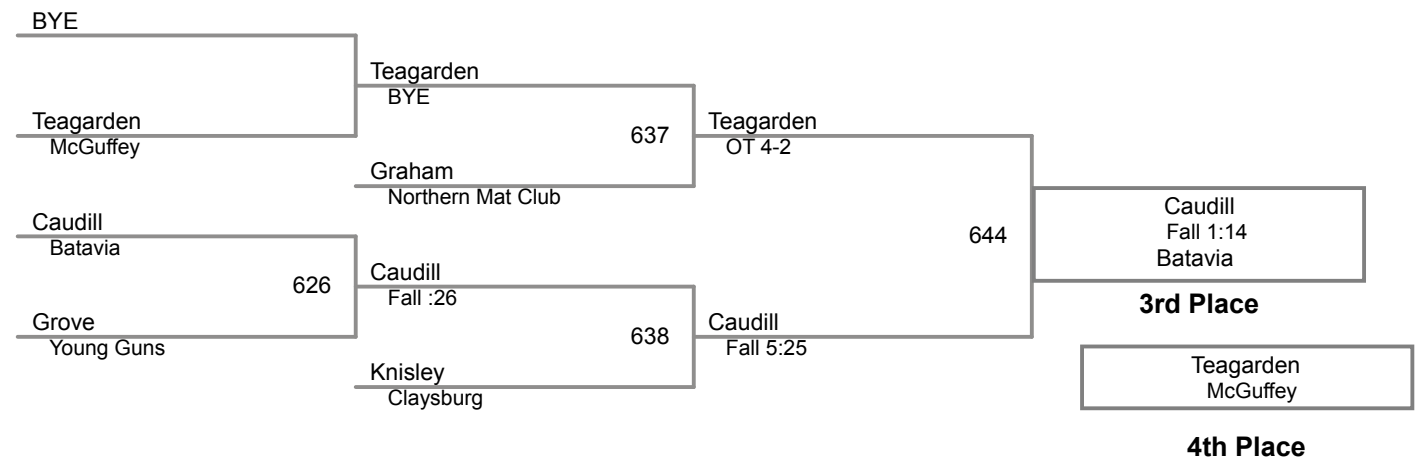 BYE
Teagarden
BYE
Teagarden
McGuffey
637
Teagarden
OT 4-2
Graham
Northern Mat Club
Caudill
Batavia
644
Caudill
Fall 1:14
Batavia
626
Caudill
Fall :26
3rd Place
Grove
Young Guns
638
Caudill
Fall 5:25
Knisley
Claysburg
Teagarden
McGuffey
4th Place